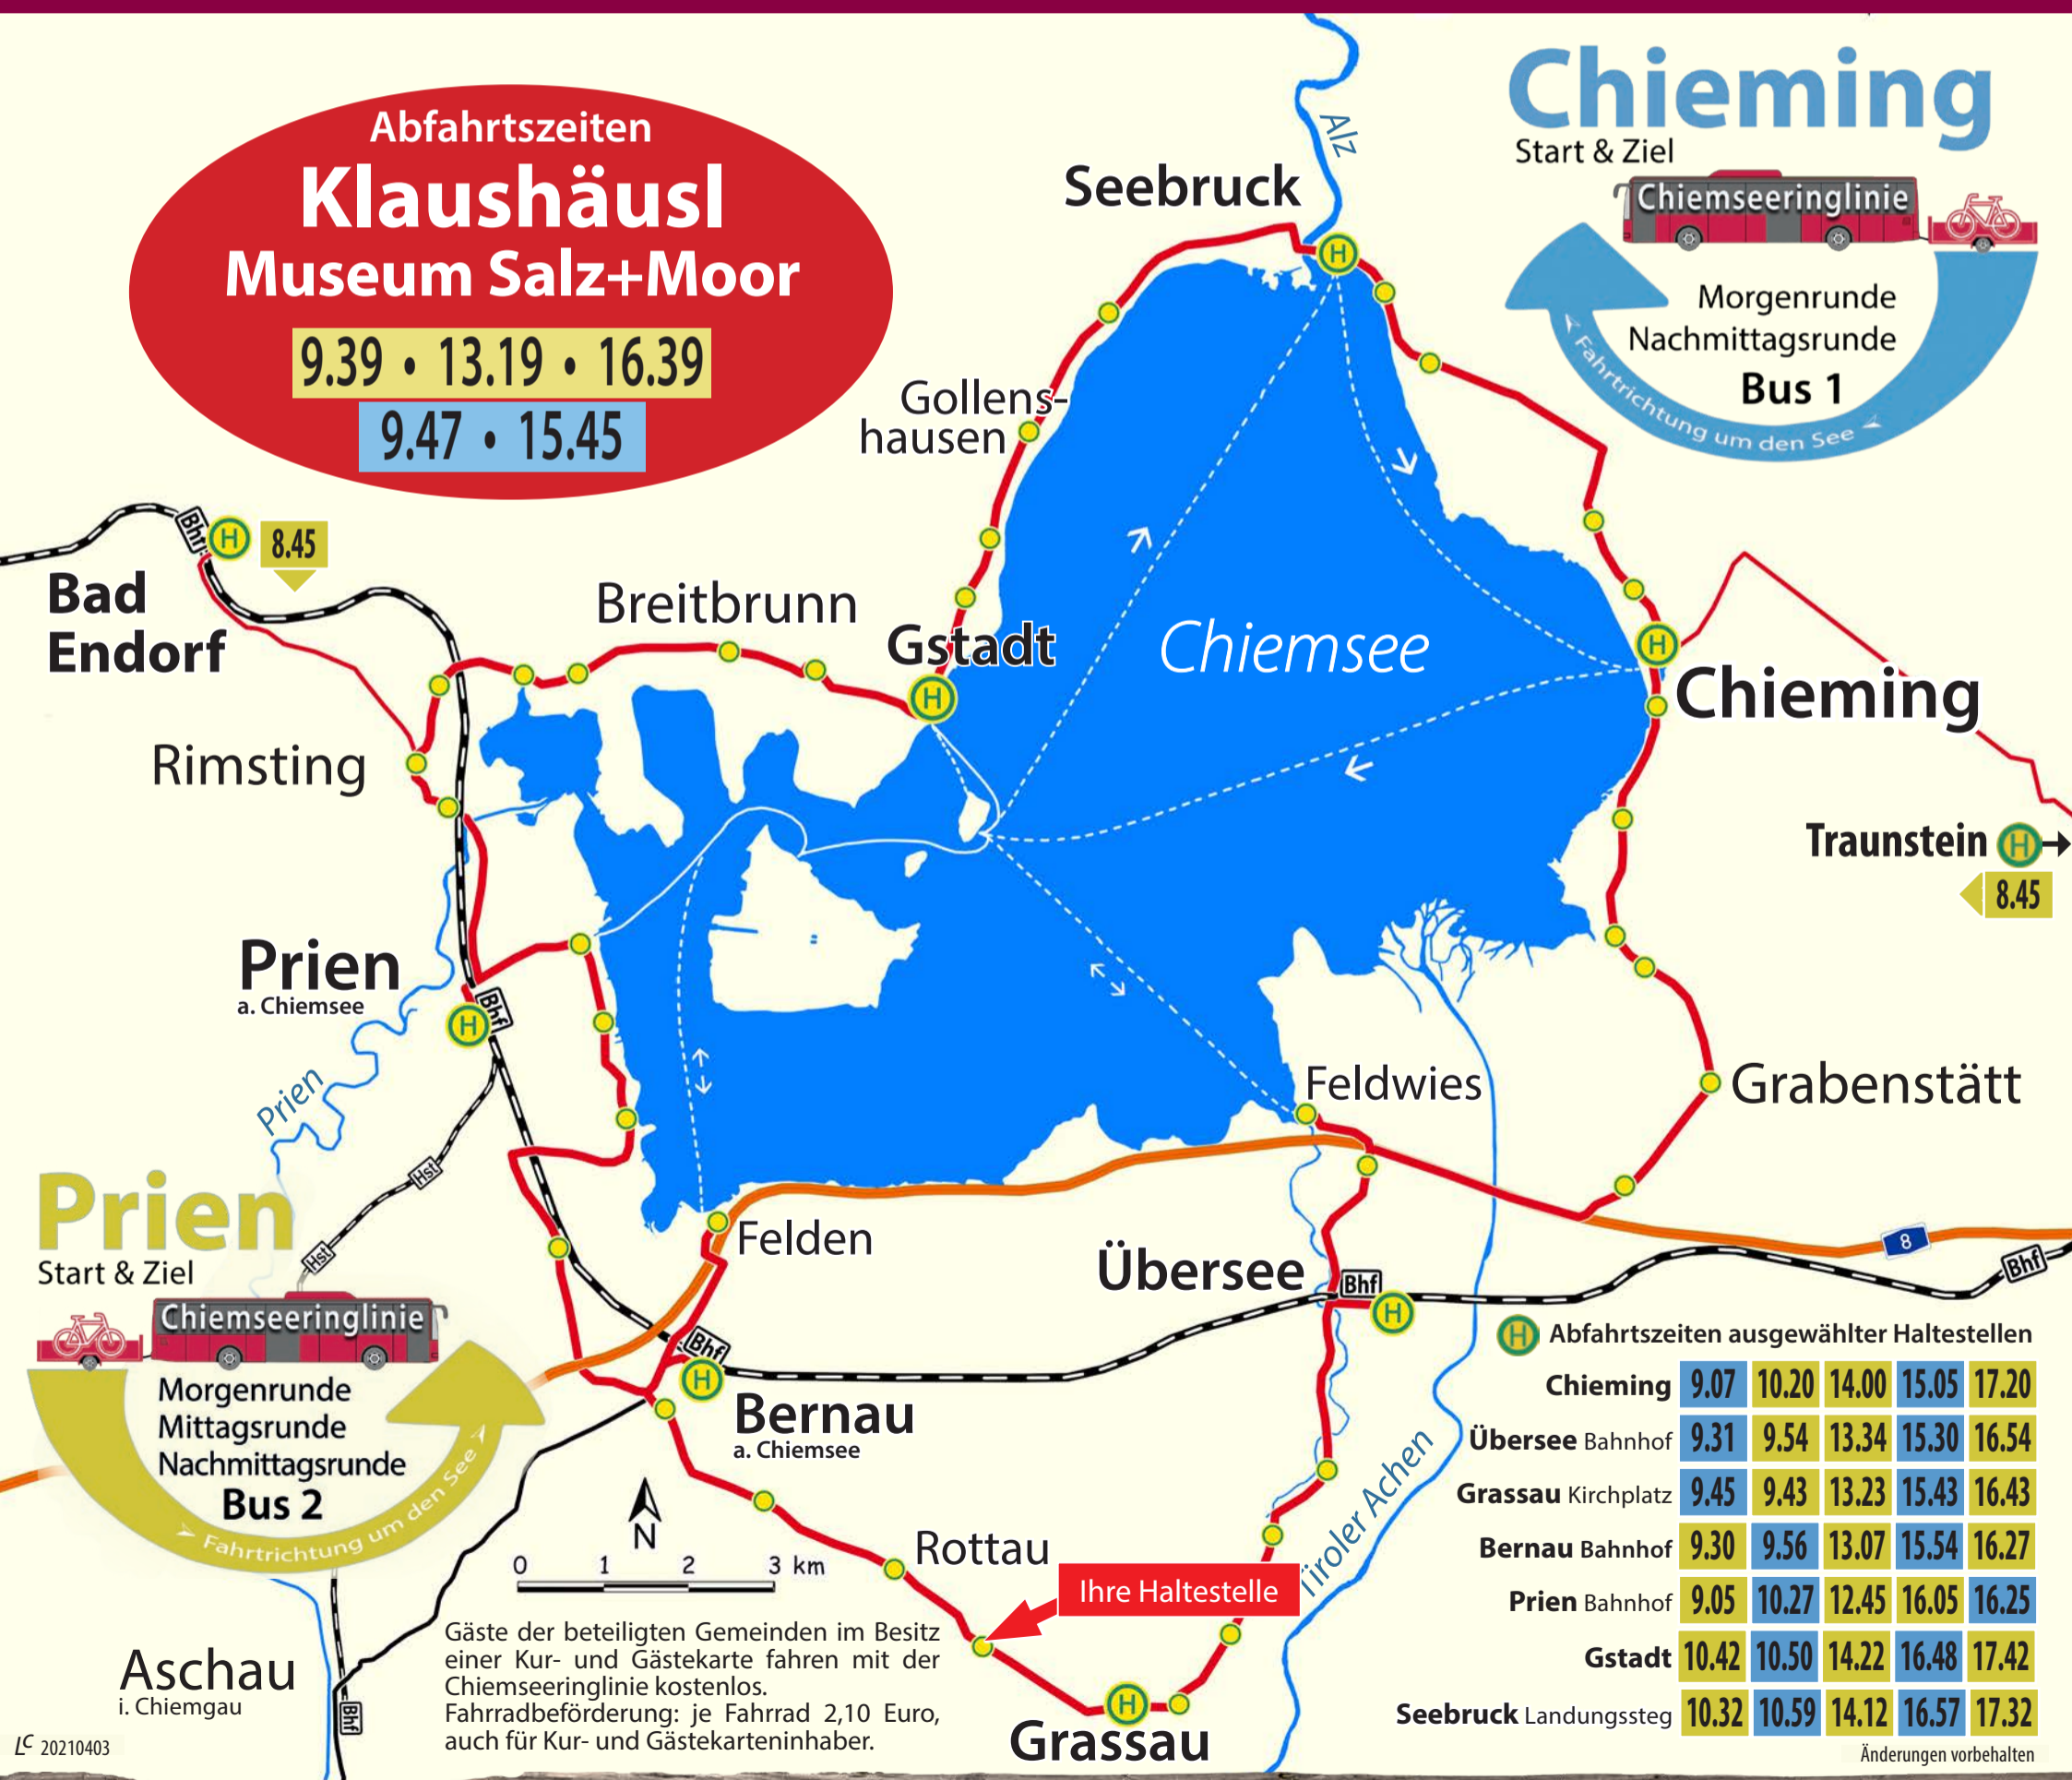 Abfahrtszeiten
Klaushäusl
Museum Salz+Moor
9.39 • 13.19 • 16.39
9.47 • 15.45
Chieming
Start & Ziel
Chiemseeringlinie
Morgenrunde
Nachmittagsrunde
Bus 1
Fahrtrichtung um den See
Alz
Seebruck
H
Gollens-
hausen
Bhf
H
8.45
Bad
Endorf
Breitbrunn
Gstadt
H
Chiemsee
H
Chieming
Rimsting
Traunstein H
8.45
Prien
a. Chiemsee
Bhf
H
Prien
Feldwies
Grabenstätt
Hst
Hst
Felden
Übersee
Bhf
H
8
Bhf
Prien
Start & Ziel
Chiemseeringlinie
Morgenrunde
Mittagsrunde
Nachmittagsrunde
Bus 2
Fahrtrichtung um den See
Bhf
H
Bernau
a. Chiemsee
N
0 1 2 3 km
Rottau
Ihre Haltestelle
Tiroler Achen
H
Grassau
Aschau
i. Chiemgau
Bhf
Gäste der beteiligten Gemeinden im Besitz
einer Kur- und Gästekarte fahren mit der
Chiemseeringlinie kostenlos.
Fahrradbeförderung: je Fahrrad 2,10 Euro,
auch für Kur- und Gästekarteninhaber.
H Abfahrtszeiten ausgewählter Haltestellen
Chieming 9.07 10.20 14.00 15.05 17.20
Übersee Bahnhof 9.31 9.54 13.34 15.30 16.54
Grassau Kirchplatz 9.45 9.43 13.23 15.43 16.43
Bernau Bahnhof 9.30 9.56 13.07 15.54 16.27
Prien Bahnhof 9.05 10.27 12.45 16.05 16.25
Gstadt 10.42 10.50 14.22 16.48 17.42
Seebruck Landungssteg 10.32 10.59 14.12 16.57 17.32
Änderungen vorbehalten
LC 20210403